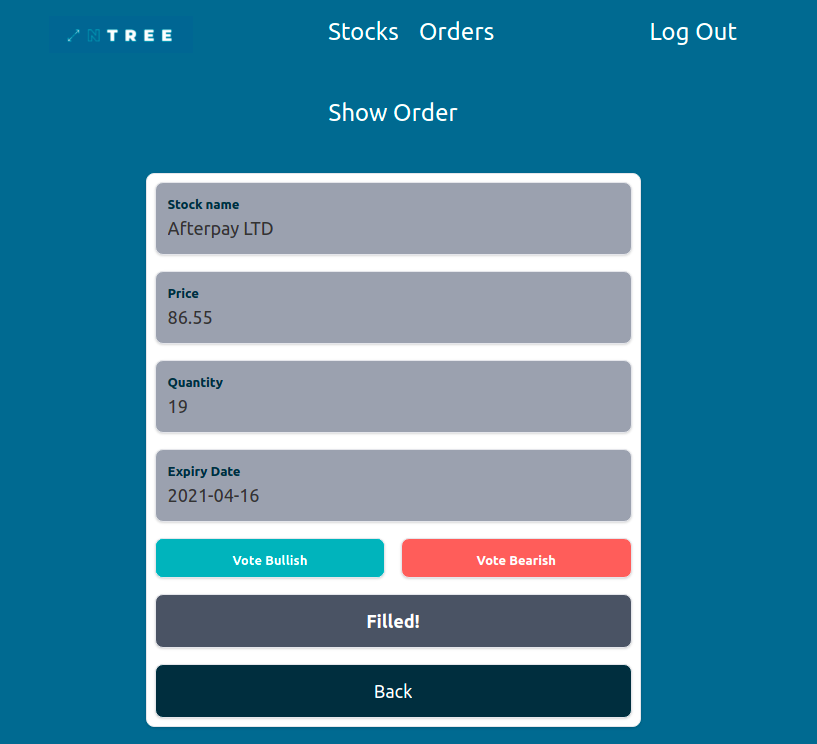 NTREE
Stocks Orders Log Out
Show Order
Stock name
Afterpay LTD
Price
86.55
Quantity
19
Expiry Date
2021-04-16
Vote Bullish Vote Bearish
Filled!
Back